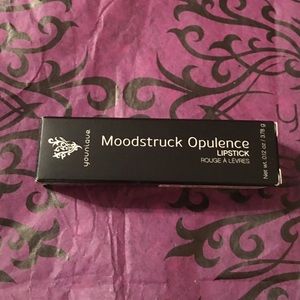 younique
Moodstruck Opulence
LIPSTICK
ROUGE À LÈVRES
Net wt. 0.12 oz / 3.78 g